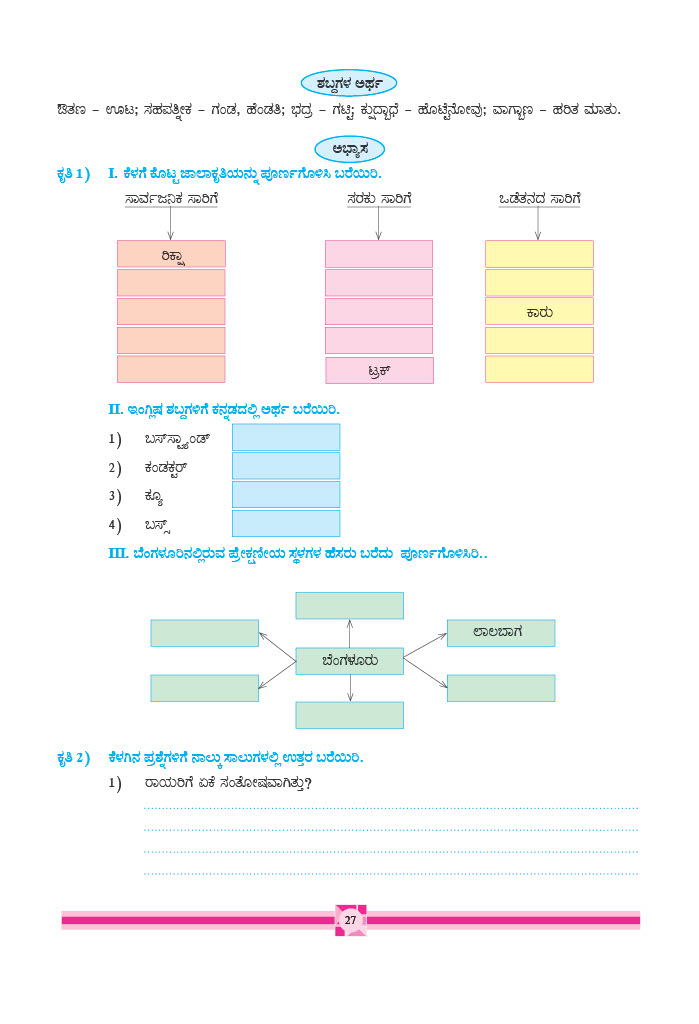 ಶಬ್ದಗಳ ಅರ್ಥ
ಔತಣ – ಊಟ; ಸಹಪತ್ನೀಕ – ಗಂಡ, ಹೆಂಡತಿ; ಭದ್ರ – ಗಟ್ಟಿ; ಕ್ಷುದ್ಬಾಧೆ – ಹೊಟ್ಟೆನೋವು; ವಾಗ್ಬಾಣ – ಹರಿತ ಮಾತು.
ಅಭ್ಯಾಸ
ಕೃತಿ 1) I. ಕೆಳಗೆ ಕೊಟ್ಟ ಜಾಲಾಕೃತಿಯನ್ನು ಪೂರ್ಣಗೊಳಿಸಿ ಬರೆಯಿರಿ.
ಸಾರ್ವಜನಿಕ ಸಾರಿಗೆ ಸರಕು ಸಾರಿಗೆ ಒಡೆತನದ ಸಾರಿಗೆ
ರಿಕ್ಷಾ
ಕಾರು
ಟ್ರಕ್
II. ಇಂಗ್ಲಿಷ ಶಬ್ದಗಳಿಗೆ ಕನ್ನಡದಲ್ಲಿ ಅರ್ಥ ಬರೆಯಿರಿ.
1) ಬಸ್‌ಸ್ಟ್ಯಾಂಡ್
2) ಕಂಡಕ್ಟರ್
3) ಕ್ಯೂ
4) ಬಸ್ಸ್
III. ಬೆಂಗಳೂರಿನಲ್ಲಿರುವ ಪ್ರೇಕ್ಷಣೀಯ ಸ್ಥಳಗಳ ಹೆಸರು ಬರೆದು ಪೂರ್ಣಗೊಳಿಸಿರಿ..
ಲಾಲಬಾಗ
ಬೆಂಗಳೂರು
ಕೃತಿ 2) ಕೆಳಗಿನ ಪ್ರಶ್ನೆಗಳಿಗೆ ನಾಲ್ಕು ಸಾಲುಗಳಲ್ಲಿ ಉತ್ತರ ಬರೆಯಿರಿ.
1) ರಾಯರಿಗೆ ಏಕೆ ಸಂತೋಷವಾಗಿತ್ತು?
27